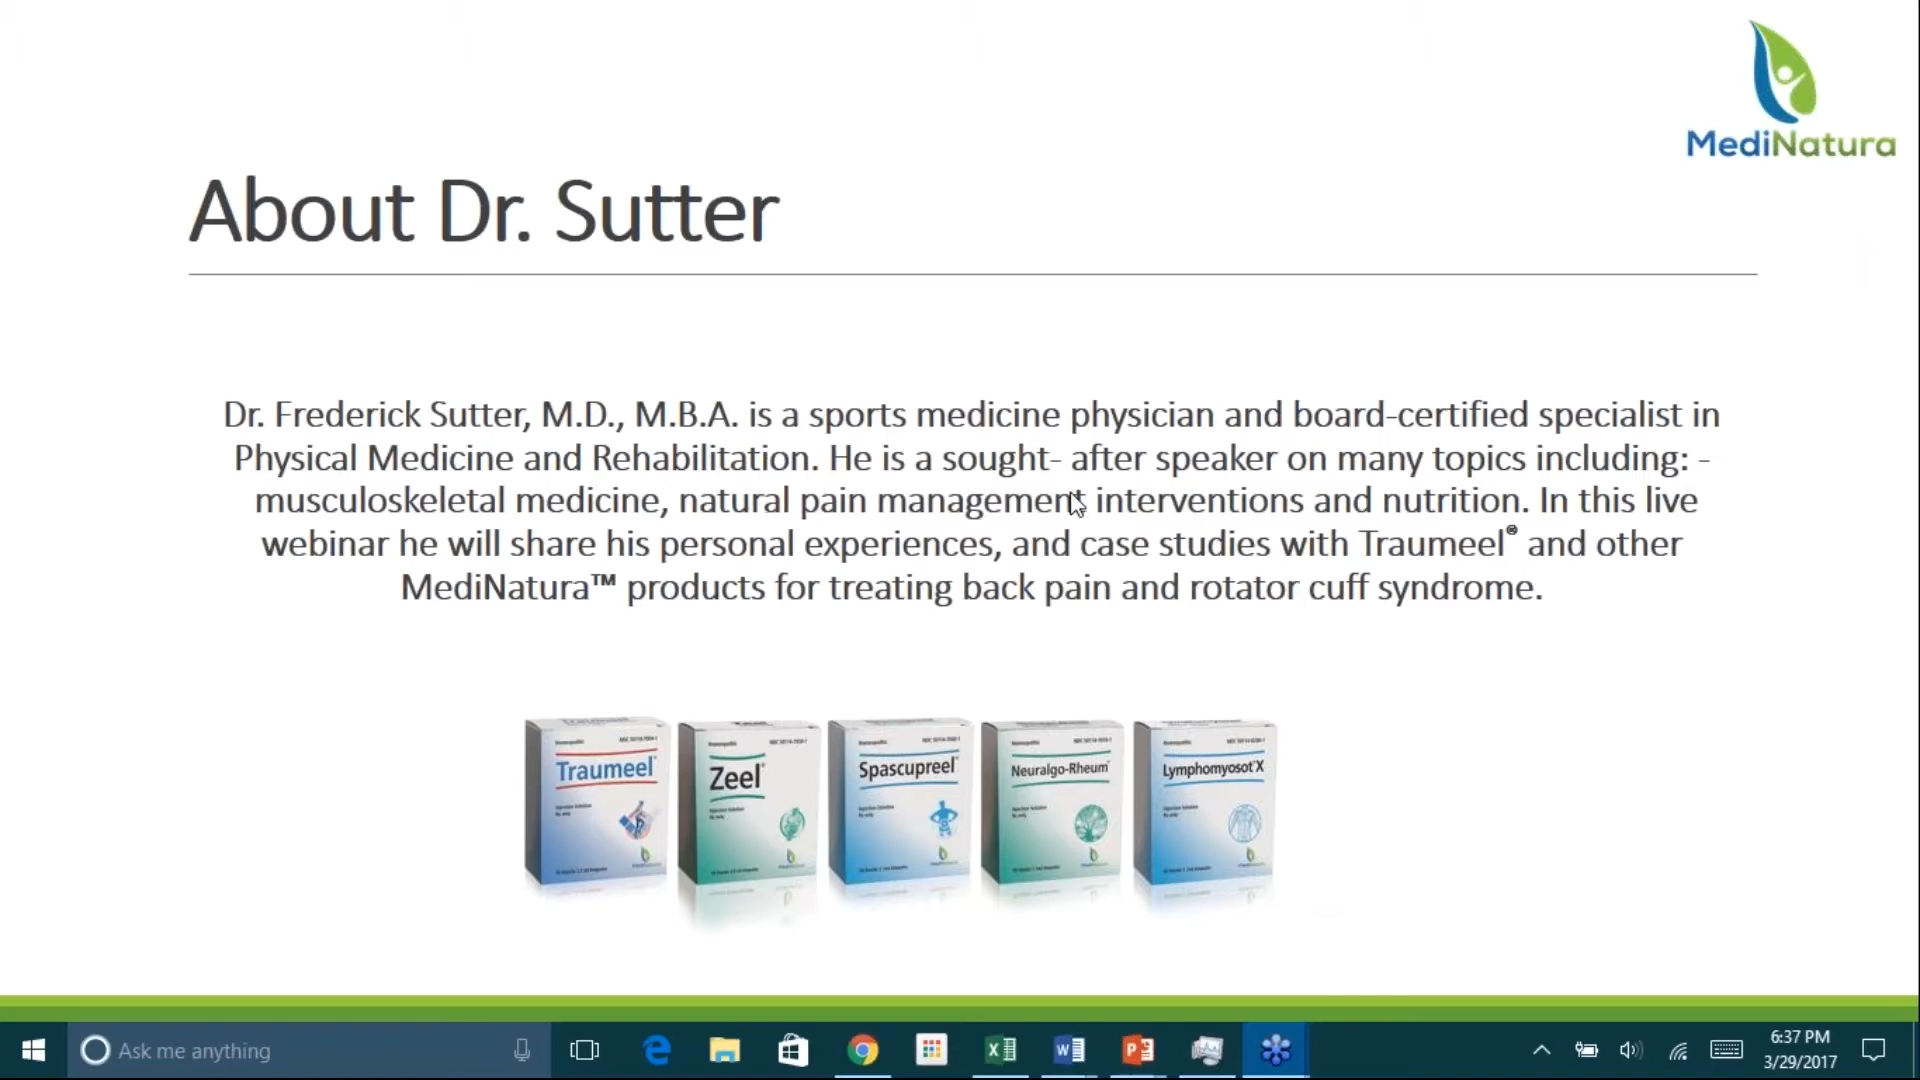 MediNatura
About Dr. Sutter
Dr. Frederick Sutter, M.D., M.B.A. is a sports medicine physician and board-certified specialist in
Physical Medicine and Rehabilitation. He is a sought- after speaker on many topics including: -
musculoskeletal medicine, natural pain management interventions and nutrition. In this live
webinar he will share his personal experiences, and case studies with Traumeel® and other
MediNatura™ products for treating back pain and rotator cuff syndrome.
Traumeel®
Zeel®
Spascupreel®
Neuralgo-Rheum®
Lymphomyosot®X
Ask me anything
6:37 PM
3/29/2017